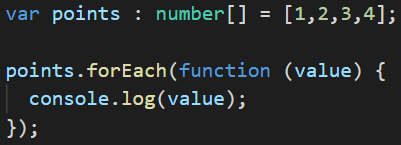 var points : number[] = [1,2,3,4];
points.forEach(function (value) {
  console.log(value);
});